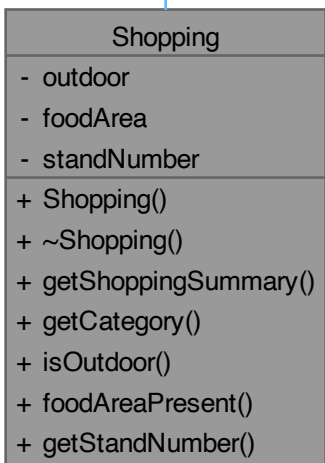 Shopping
- outdoor
- foodArea
- standNumber
+ Shopping()
+ ~Shopping()
+ getShoppingSummary()
+ getCategory()
+ isOutdoor()
+ foodAreaPresent()
+ getStandNumber()